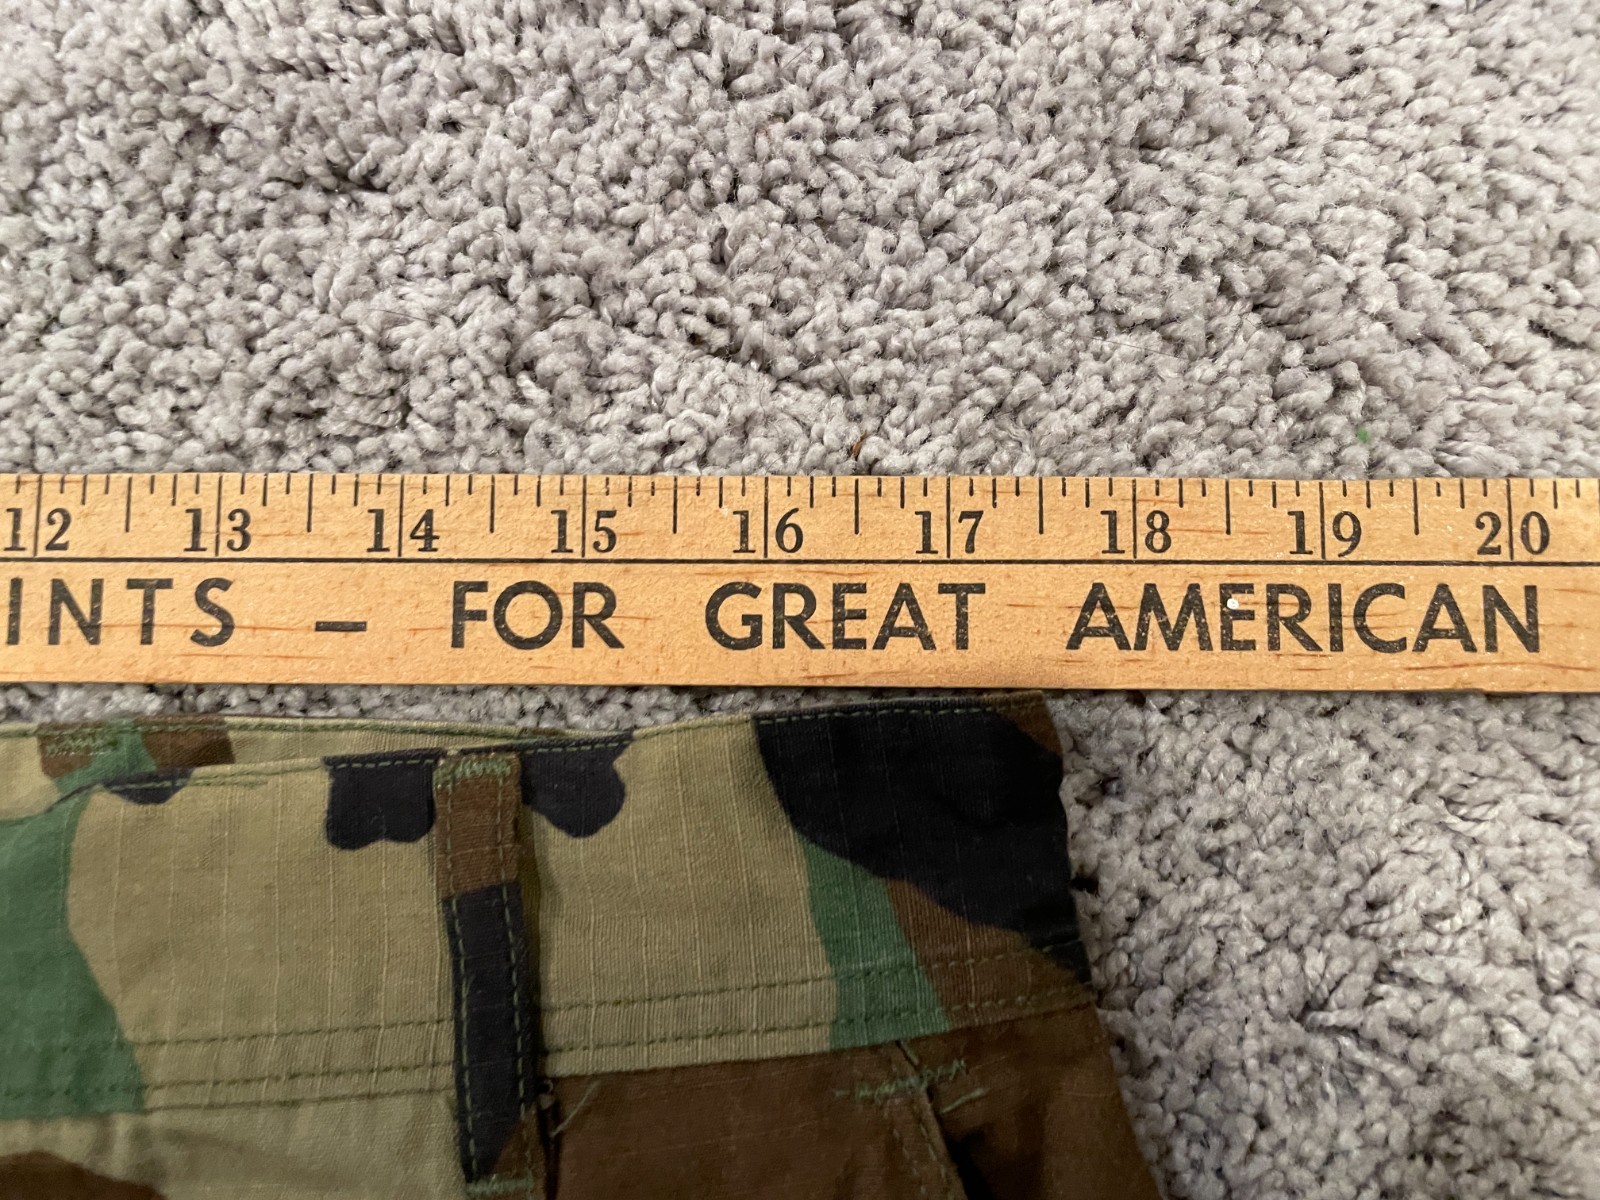 12 13 14 15 16 17 18 19 20
INTS – FOR GREAT AMERICAN